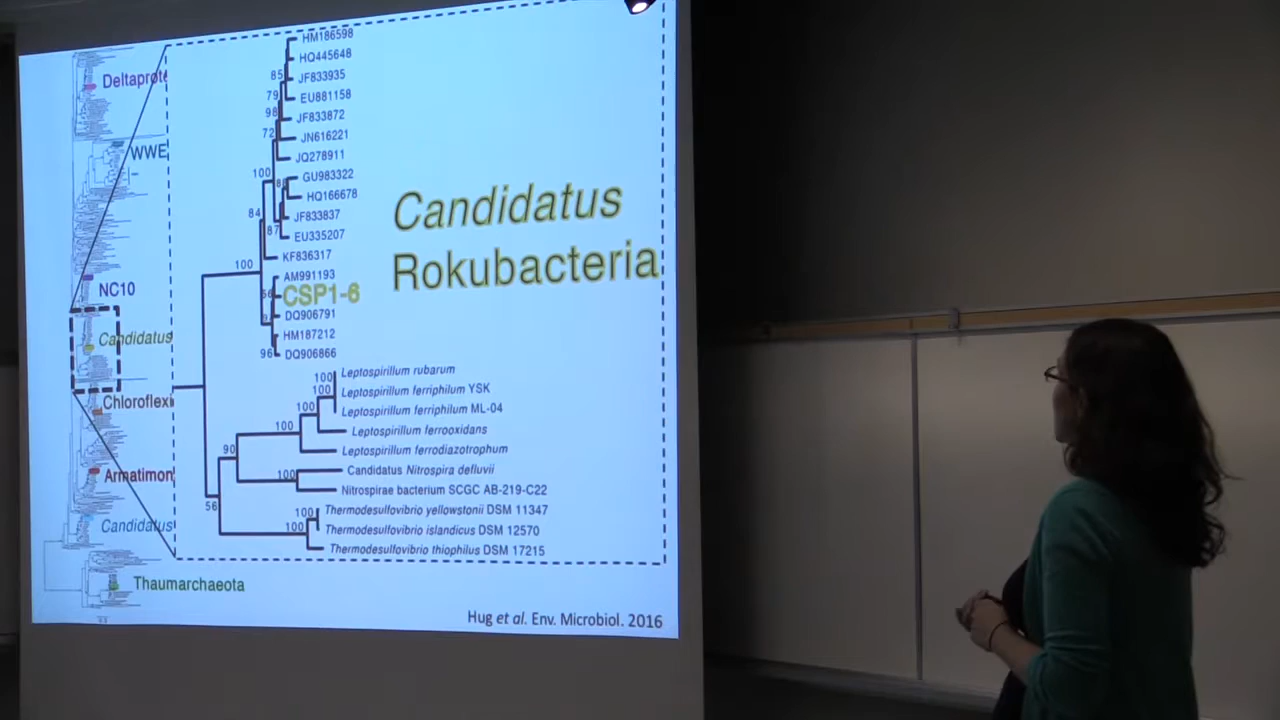 Deltaprote
WWE
NC10
Candidatus
Chloroflexi
Armatimon
Candidatus
Thaumarchaeota
HM186598
HQ445648
85
JF833935
79
EU881158
98
JF833872
72
JN616221
JQ278911
100
GU983322
HQ166678
84
JF833837
87
EU335207
KF836317
100
AM991193
CSP1-6
DQ906791
HM187212
96
DQ906866
Candidatus
Rokubacteria
100
Leptospirillum rubarum
100
Leptospirillum ferriphilum YSK
100
Leptospirillum ferriphilum ML-04
100
Leptospirillum ferrooxidans
90
Leptospirillum ferrodiazotrophum
100
Candidatus Nitrospira defluvii
Nitrospirae bacterium SCGC AB-219-C22
56
100
Thermodesulfovibrio yellowstonii DSM 11347
100
Thermodesulfovibrio islandicus DSM 12570
Thermodesulfovibrio thiophilus DSM 17215
Hug et al. Env. Microbiol. 2016